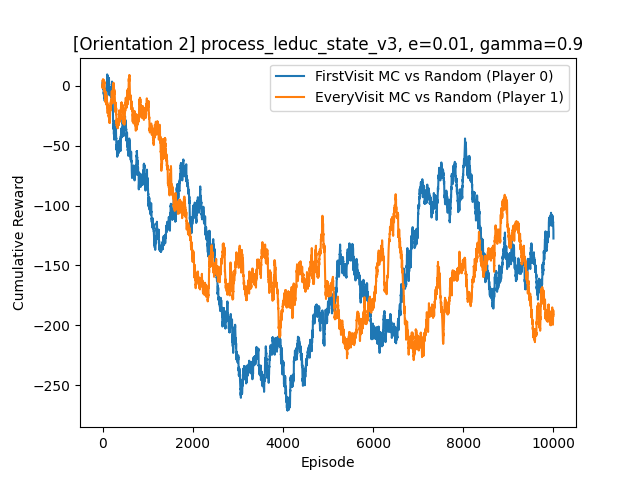 [Orientation 2] process_leduc_state_v3, e=0.01, gamma=0.9
FirstVisit MC vs Random (Player 0)
EveryVisit MC vs Random (Player 1)
Cumulative Reward
0
−50
−100
−150
−200
−250
0
2000
4000
6000
8000
10000
Episode